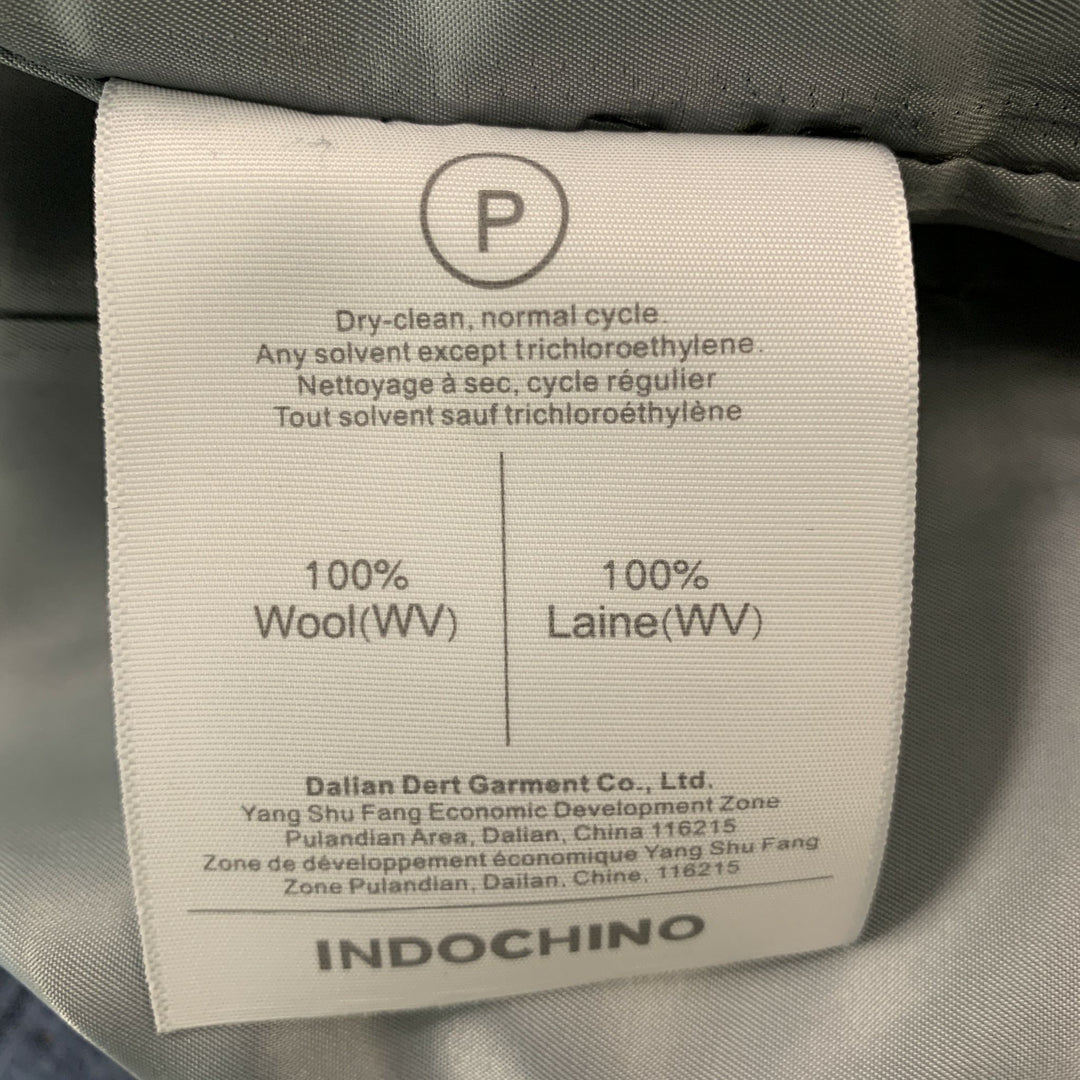 P
Dry-clean, normal cycle.
Any solvent except trichloroethylene.
Nettoyage à sec, cycle régulier
Tout solvent sauf trichloroéthylène
100%
Wool(WV)
100%
Laine(WV)
Dalian Dert Garment Co., Ltd.
Yang Shu Fang Economic Development Zone
Pulandian Area, Dalian, China 116215
Zone de développement économique Yang Shu Fang
Zone Pulandian, Dailan, Chine, 116215
INDOCHINO